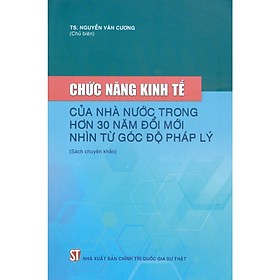 TS. NGUYỄN VĂN CƯƠNG
(Chủ biên)
CHỨC NĂNG KINH TẾ
CỦA NHÀ NƯỚC TRONG
HƠN 30 NĂM ĐỔI MỚI
NHÌN TỪ GÓC ĐỘ PHÁP LÝ
(Sách chuyên khảo)
ST
NHÀ XUẤT BẢN CHÍNH TRỊ QUỐC GIA SỰ THẬT